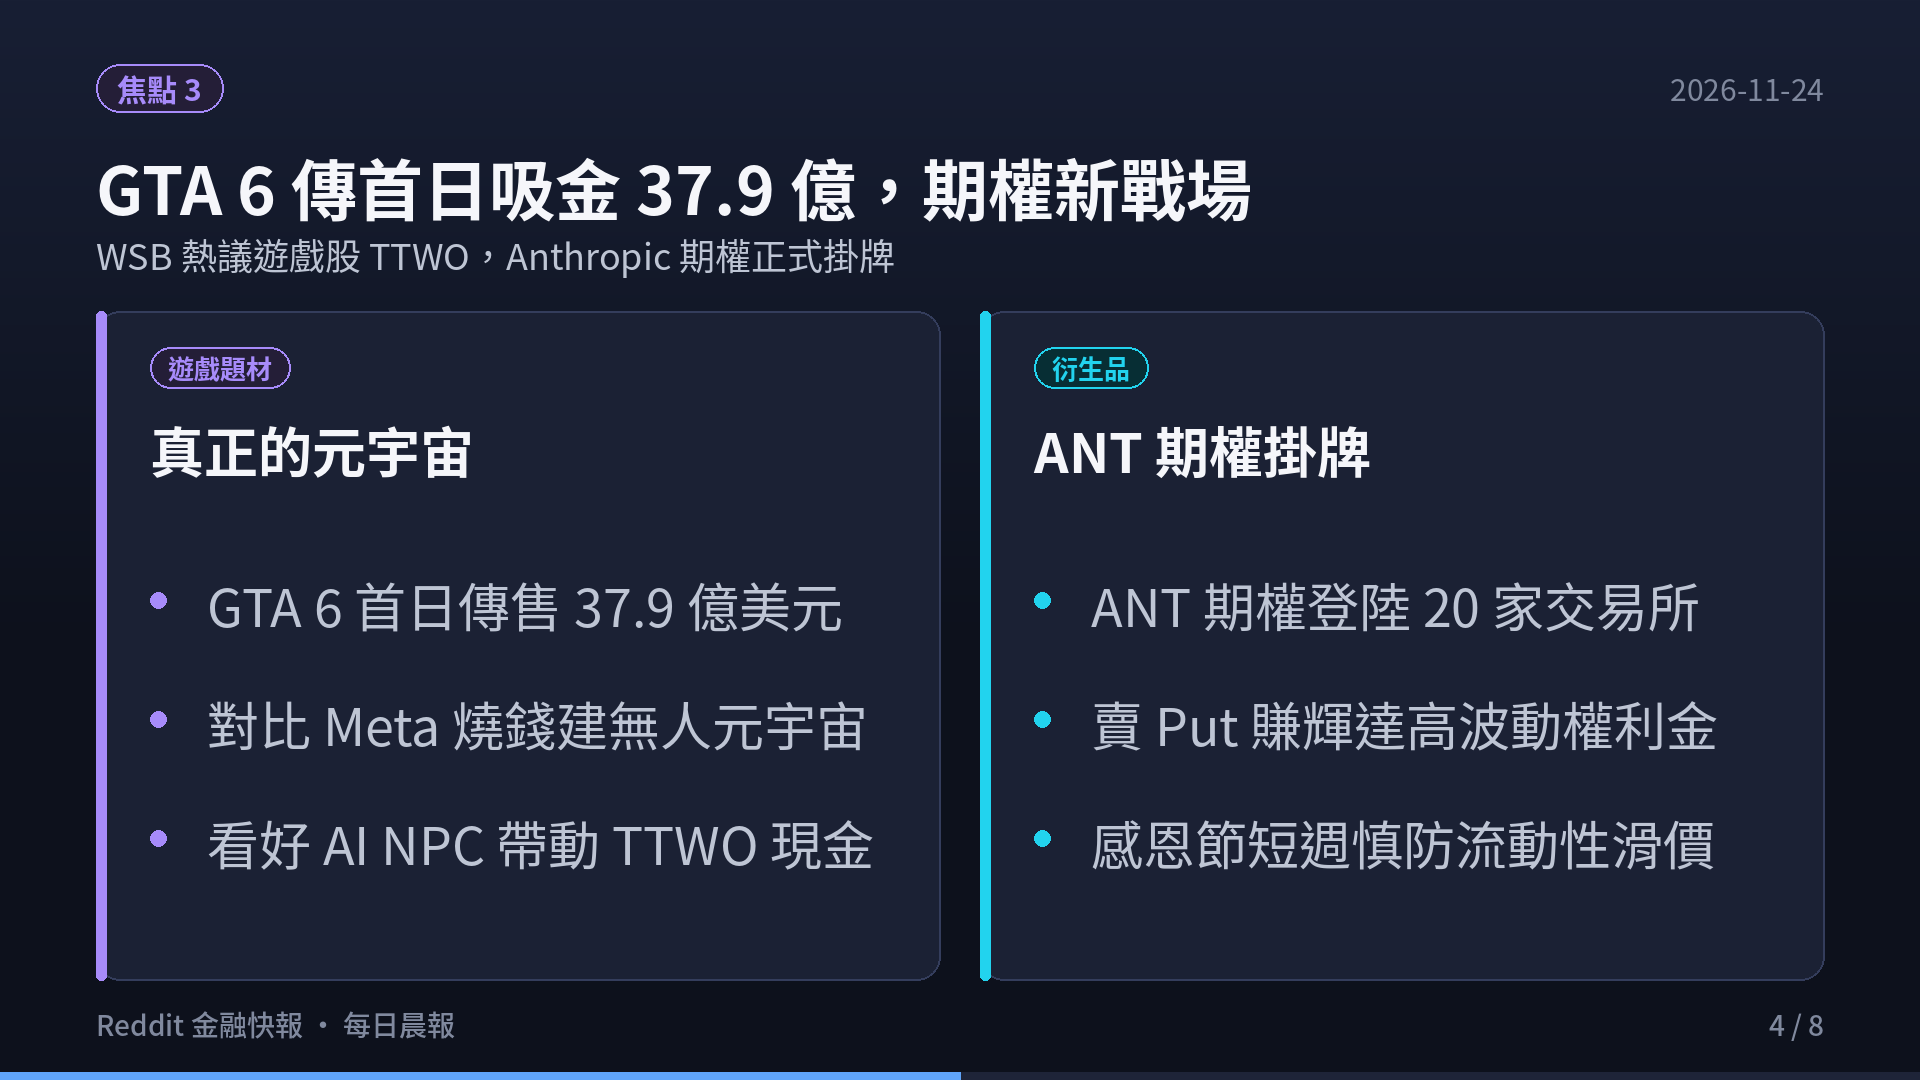 焦點 3
2026-11-24
GTA 6 傳首日吸金 37.9 億，期權新戰場
WSB 熱議遊戲股 TTWO，Anthropic 期權正式掛牌
遊戲題材
真正的元宇宙
GTA 6 首日傳售 37.9 億美元
對比 Meta 燒錢建無人元宇宙
看好 AI NPC 帶動 TTWO 現金
衍生品
ANT 期權掛牌
ANT 期權登陸 20 家交易所
賣 Put 賺輝達高波動權利金
感恩節短週慎防流動性滑價
Reddit 金融快報 · 每日晨報
4 / 8